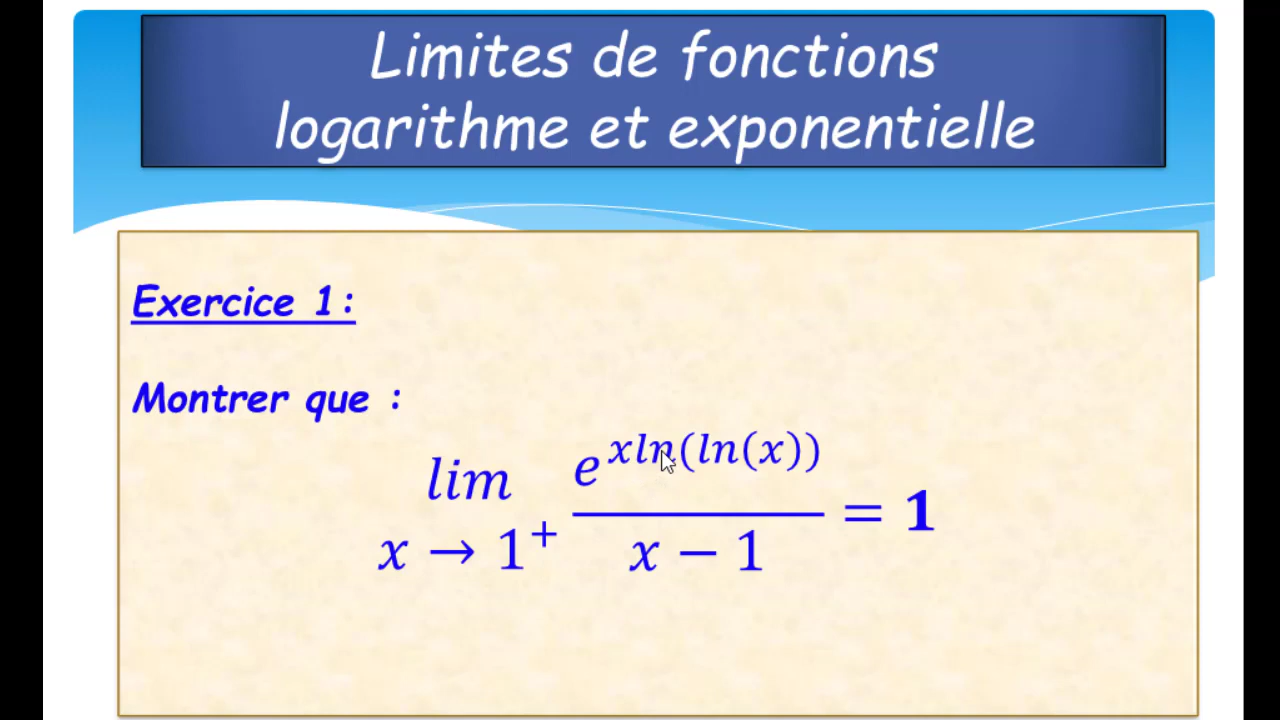 Limites de fonctions
logarithme et exponentielle
Exercice 1 :
Montrer que :
lim x → 1⁺ e^{xln(ln(x))} / (x − 1) = 1